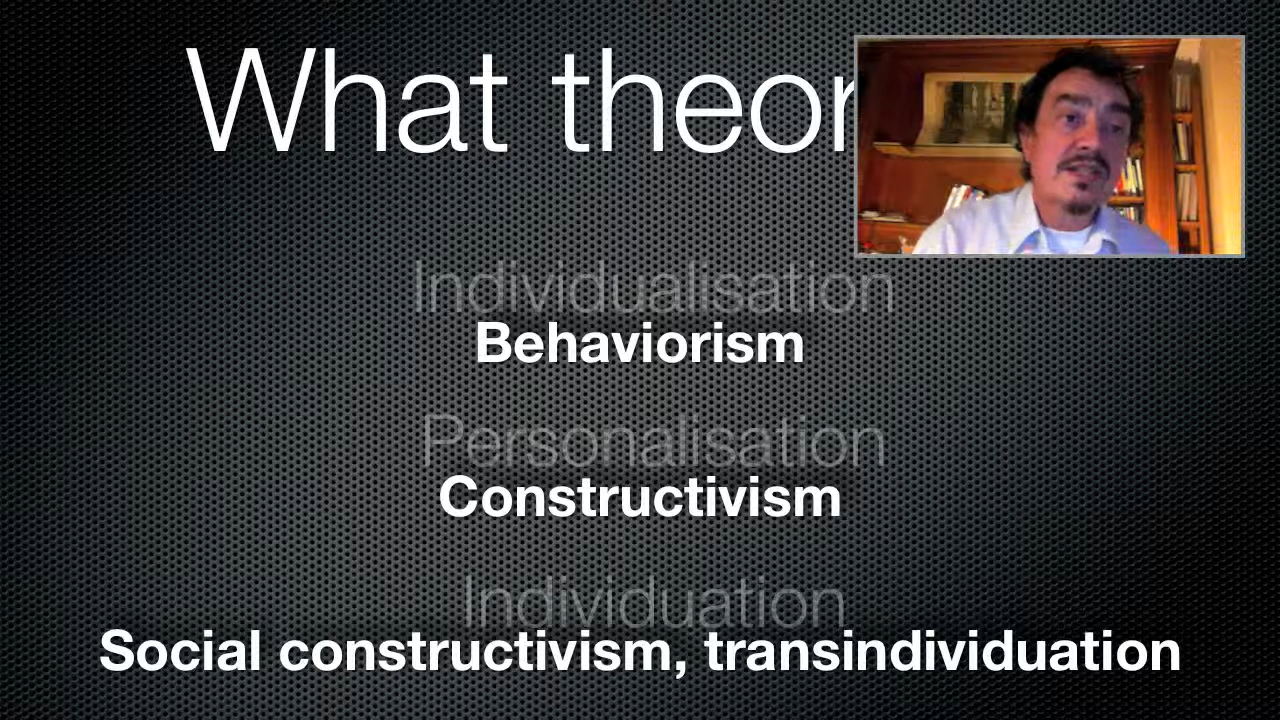 What theor
Individualisation
Behaviorism
Personalisation
Constructivism
Individuation
Social constructivism, transindividuation